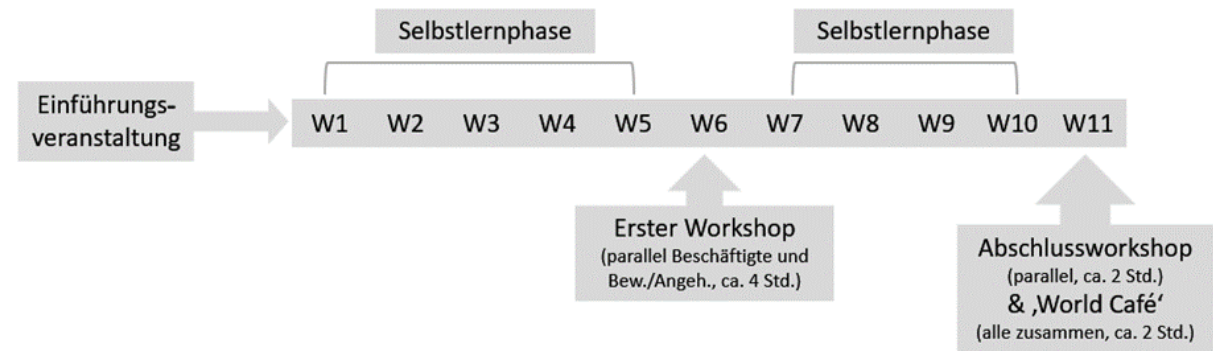 Selbstlernphase
Selbstlernphase
Einführungs-
veranstaltung
W1 W2 W3 W4 W5 W6 W7 W8 W9 W10 W11
Erster Workshop
(parallel Beschäftigte und
Bew./Angeh., ca. 4 Std.)
Abschlussworkshop
(parallel, ca. 2 Std.)
& ‚World Café‘
(alle zusammen, ca. 2 Std.)